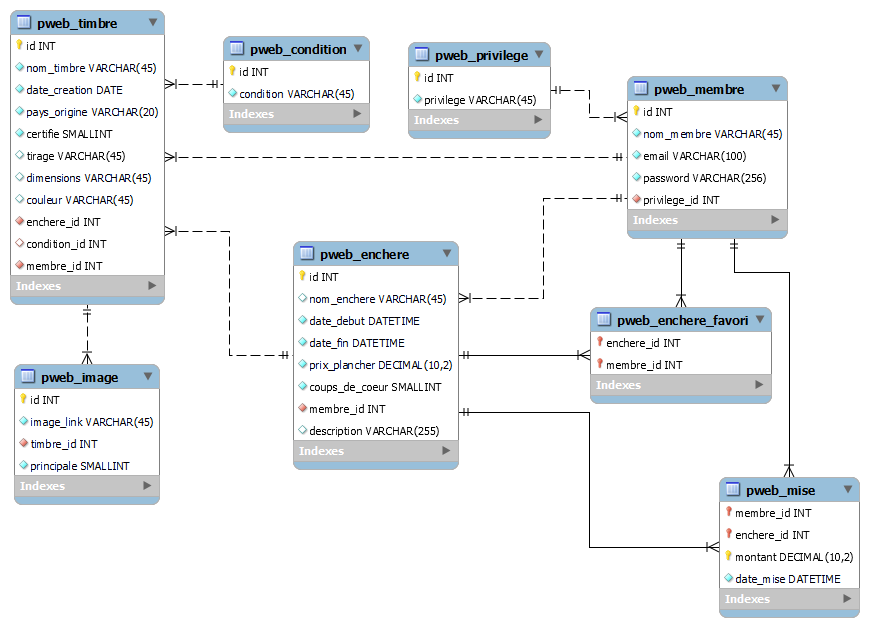 pweb_timbre
id INT
nom_timbre VARCHAR(45)
date_creation DATE
pays_origine VARCHAR(20)
certifie SMALLINT
tirage VARCHAR(45)
dimensions VARCHAR(45)
couleur VARCHAR(45)
enchere_id INT
condition_id INT
membre_id INT
Indexes
pweb_condition
id INT
condition VARCHAR(45)
Indexes
pweb_privilege
id INT
privilege VARCHAR(45)
Indexes
pweb_membre
id INT
nom_membre VARCHAR(45)
email VARCHAR(100)
password VARCHAR(256)
privilege_id INT
Indexes
pweb_enchere
id INT
nom_enchere VARCHAR(45)
date_debut DATETIME
date_fin DATETIME
prix_plancher DECIMAL(10,2)
coups_de_coeur SMALLINT
membre_id INT
description VARCHAR(255)
Indexes
pweb_enchere_favori
enchere_id INT
membre_id INT
Indexes
pweb_image
id INT
image_link VARCHAR(45)
timbre_id INT
principale SMALLINT
Indexes
pweb_mise
membre_id INT
enchere_id INT
montant DECIMAL(10,2)
date_mise DATETIME
Indexes